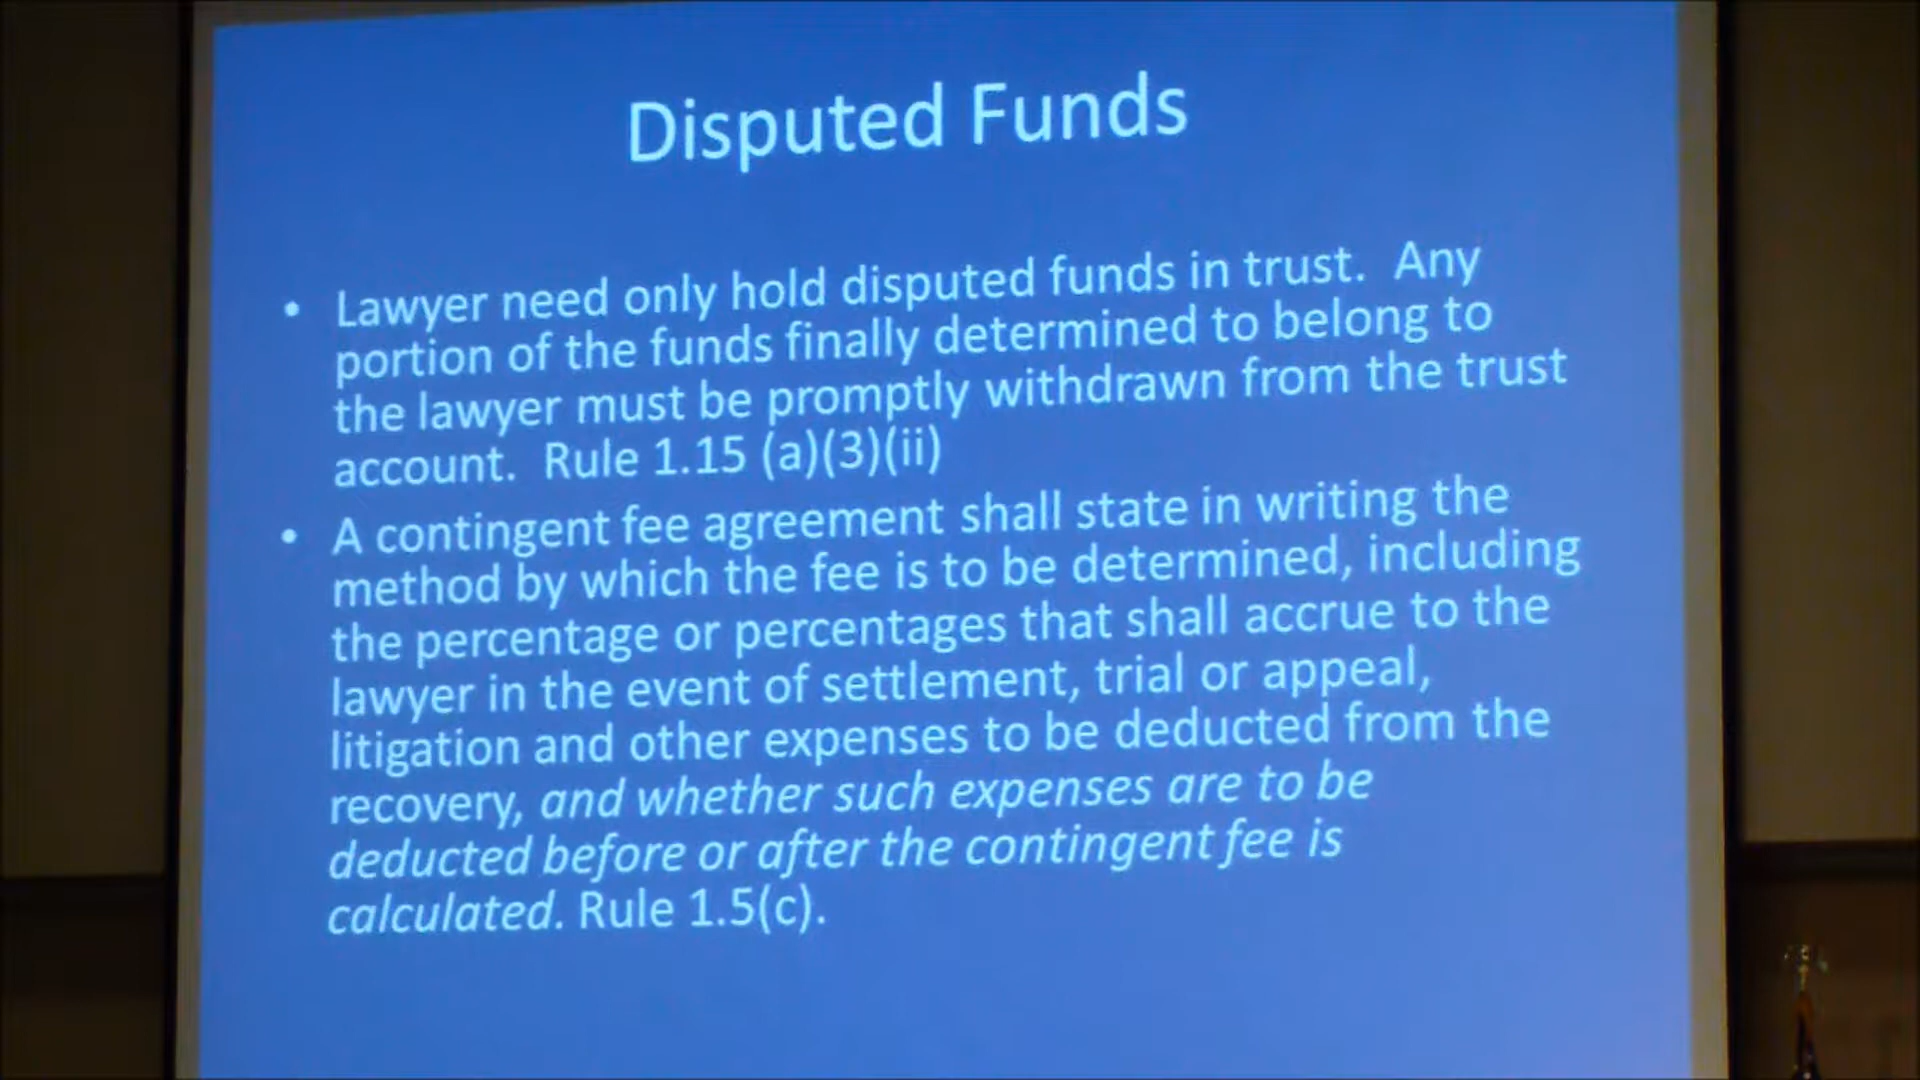 Disputed Funds
• Lawyer need only hold disputed funds in trust. Any
portion of the funds finally determined to belong to
the lawyer must be promptly withdrawn from the trust
account. Rule 1.15 (a)(3)(ii)
• A contingent fee agreement shall state in writing the
method by which the fee is to be determined, including
the percentage or percentages that shall accrue to the
lawyer in the event of settlement, trial or appeal,
litigation and other expenses to be deducted from the
recovery, and whether such expenses are to be
deducted before or after the contingent fee is
calculated. Rule 1.5(c).